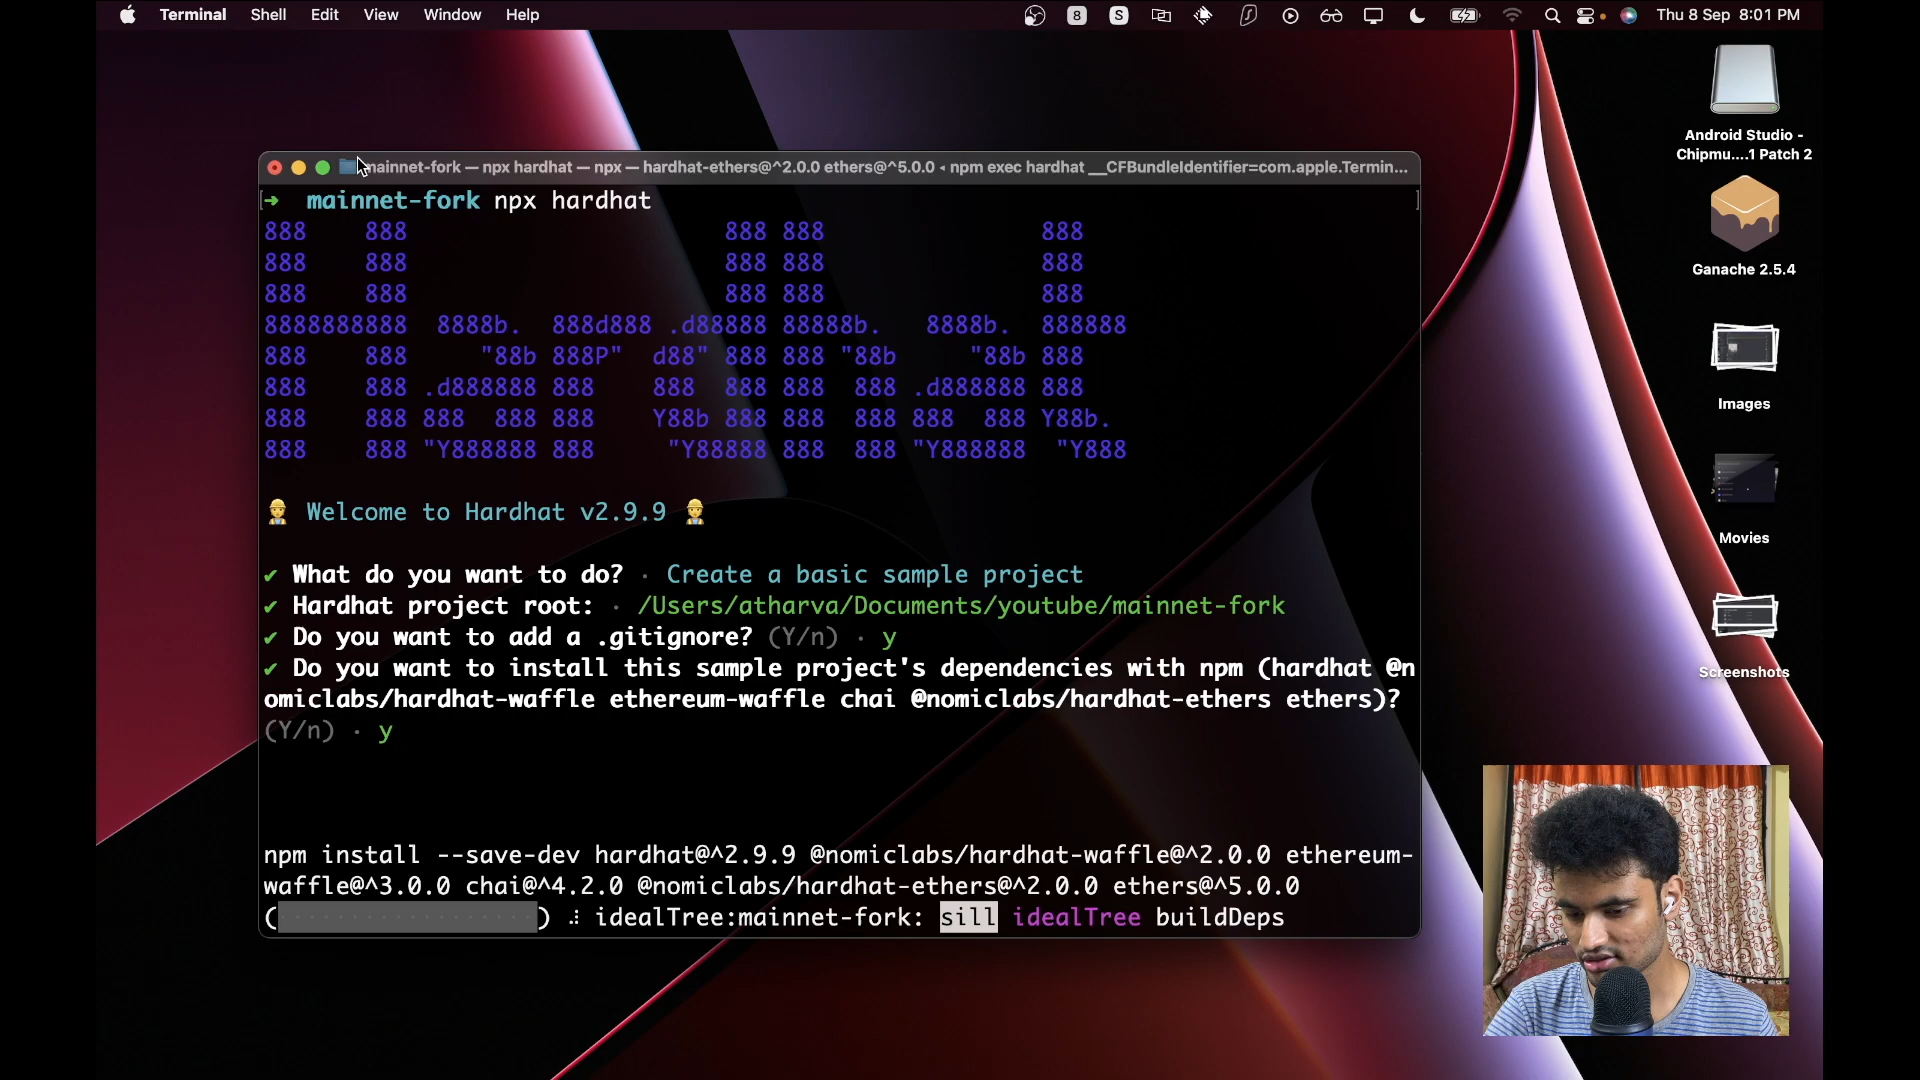 Terminal Shell Edit View Window Help 8 S Thu 8 Sep 8:01 PM
mainnet-fork — npx hardhat — npx — hardhat-ethers@^2.0.0 ethers@^5.0.0 ◂ npm exec hardhat __CFBundleIdentifier=com.apple.Termin...
➜ mainnet-fork npx hardhat
888    888                      888 888               888
888    888                      888 888               888
888    888                      888 888               888
8888888888  8888b.  888d888 .d88888 88888b.   8888b.  888888
888    888     "88b 888P"  d88" 888 888 "88b     "88b 888
888    888 .d888888 888    888  888 888  888 .d888888 888
888    888 888  888 888    Y88b 888 888  888 888  888 Y88b.
888    888 "Y888888 888     "Y88888 888  888 "Y888888  "Y888
👷 Welcome to Hardhat v2.9.9 👷
✔ What do you want to do? · Create a basic sample project
✔ Hardhat project root: · /Users/atharva/Documents/youtube/mainnet-fork
✔ Do you want to add a .gitignore? (Y/n) · y
✔ Do you want to install this sample project's dependencies with npm (hardhat @n
omiclabs/hardhat-waffle ethereum-waffle chai @nomiclabs/hardhat-ethers ethers)?
(Y/n) · y
npm install --save-dev hardhat@^2.9.9 @nomiclabs/hardhat-waffle@^2.0.0 ethereum-
waffle@^3.0.0 chai@^4.2.0 @nomiclabs/hardhat-ethers@^2.0.0 ethers@^5.0.0
(                  ) ⠼ idealTree:mainnet-fork: sill idealTree buildDeps
Android Studio -
Chipmu....1 Patch 2
Ganache 2.5.4
Images
Movies
Screenshots